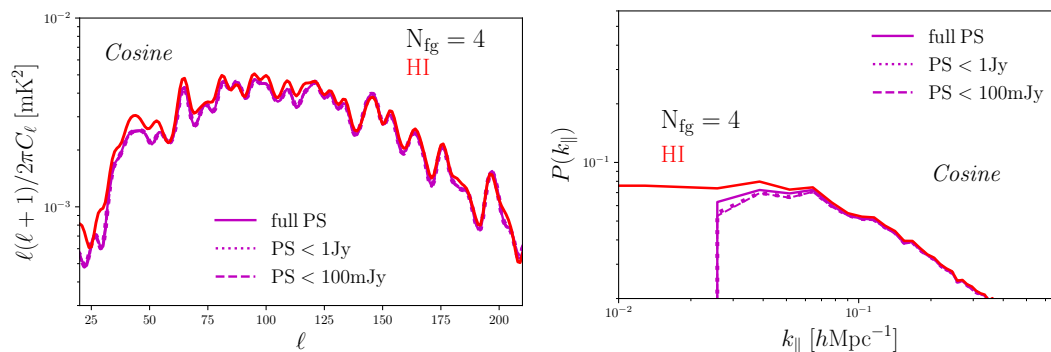 10⁻²
10⁻³
ℓ(ℓ + 1)/2πC_ℓ [mK²]
Cosine
N_fg = 4
HI
full PS
PS < 1Jy
PS < 100mJy
25 50 75 100 125 150 175 200
ℓ
10⁻¹
P(k_∥)
full PS
PS < 1Jy
PS < 100mJy
N_fg = 4
HI
Cosine
10⁻² 10⁻¹
k_∥ [hMpc⁻¹]